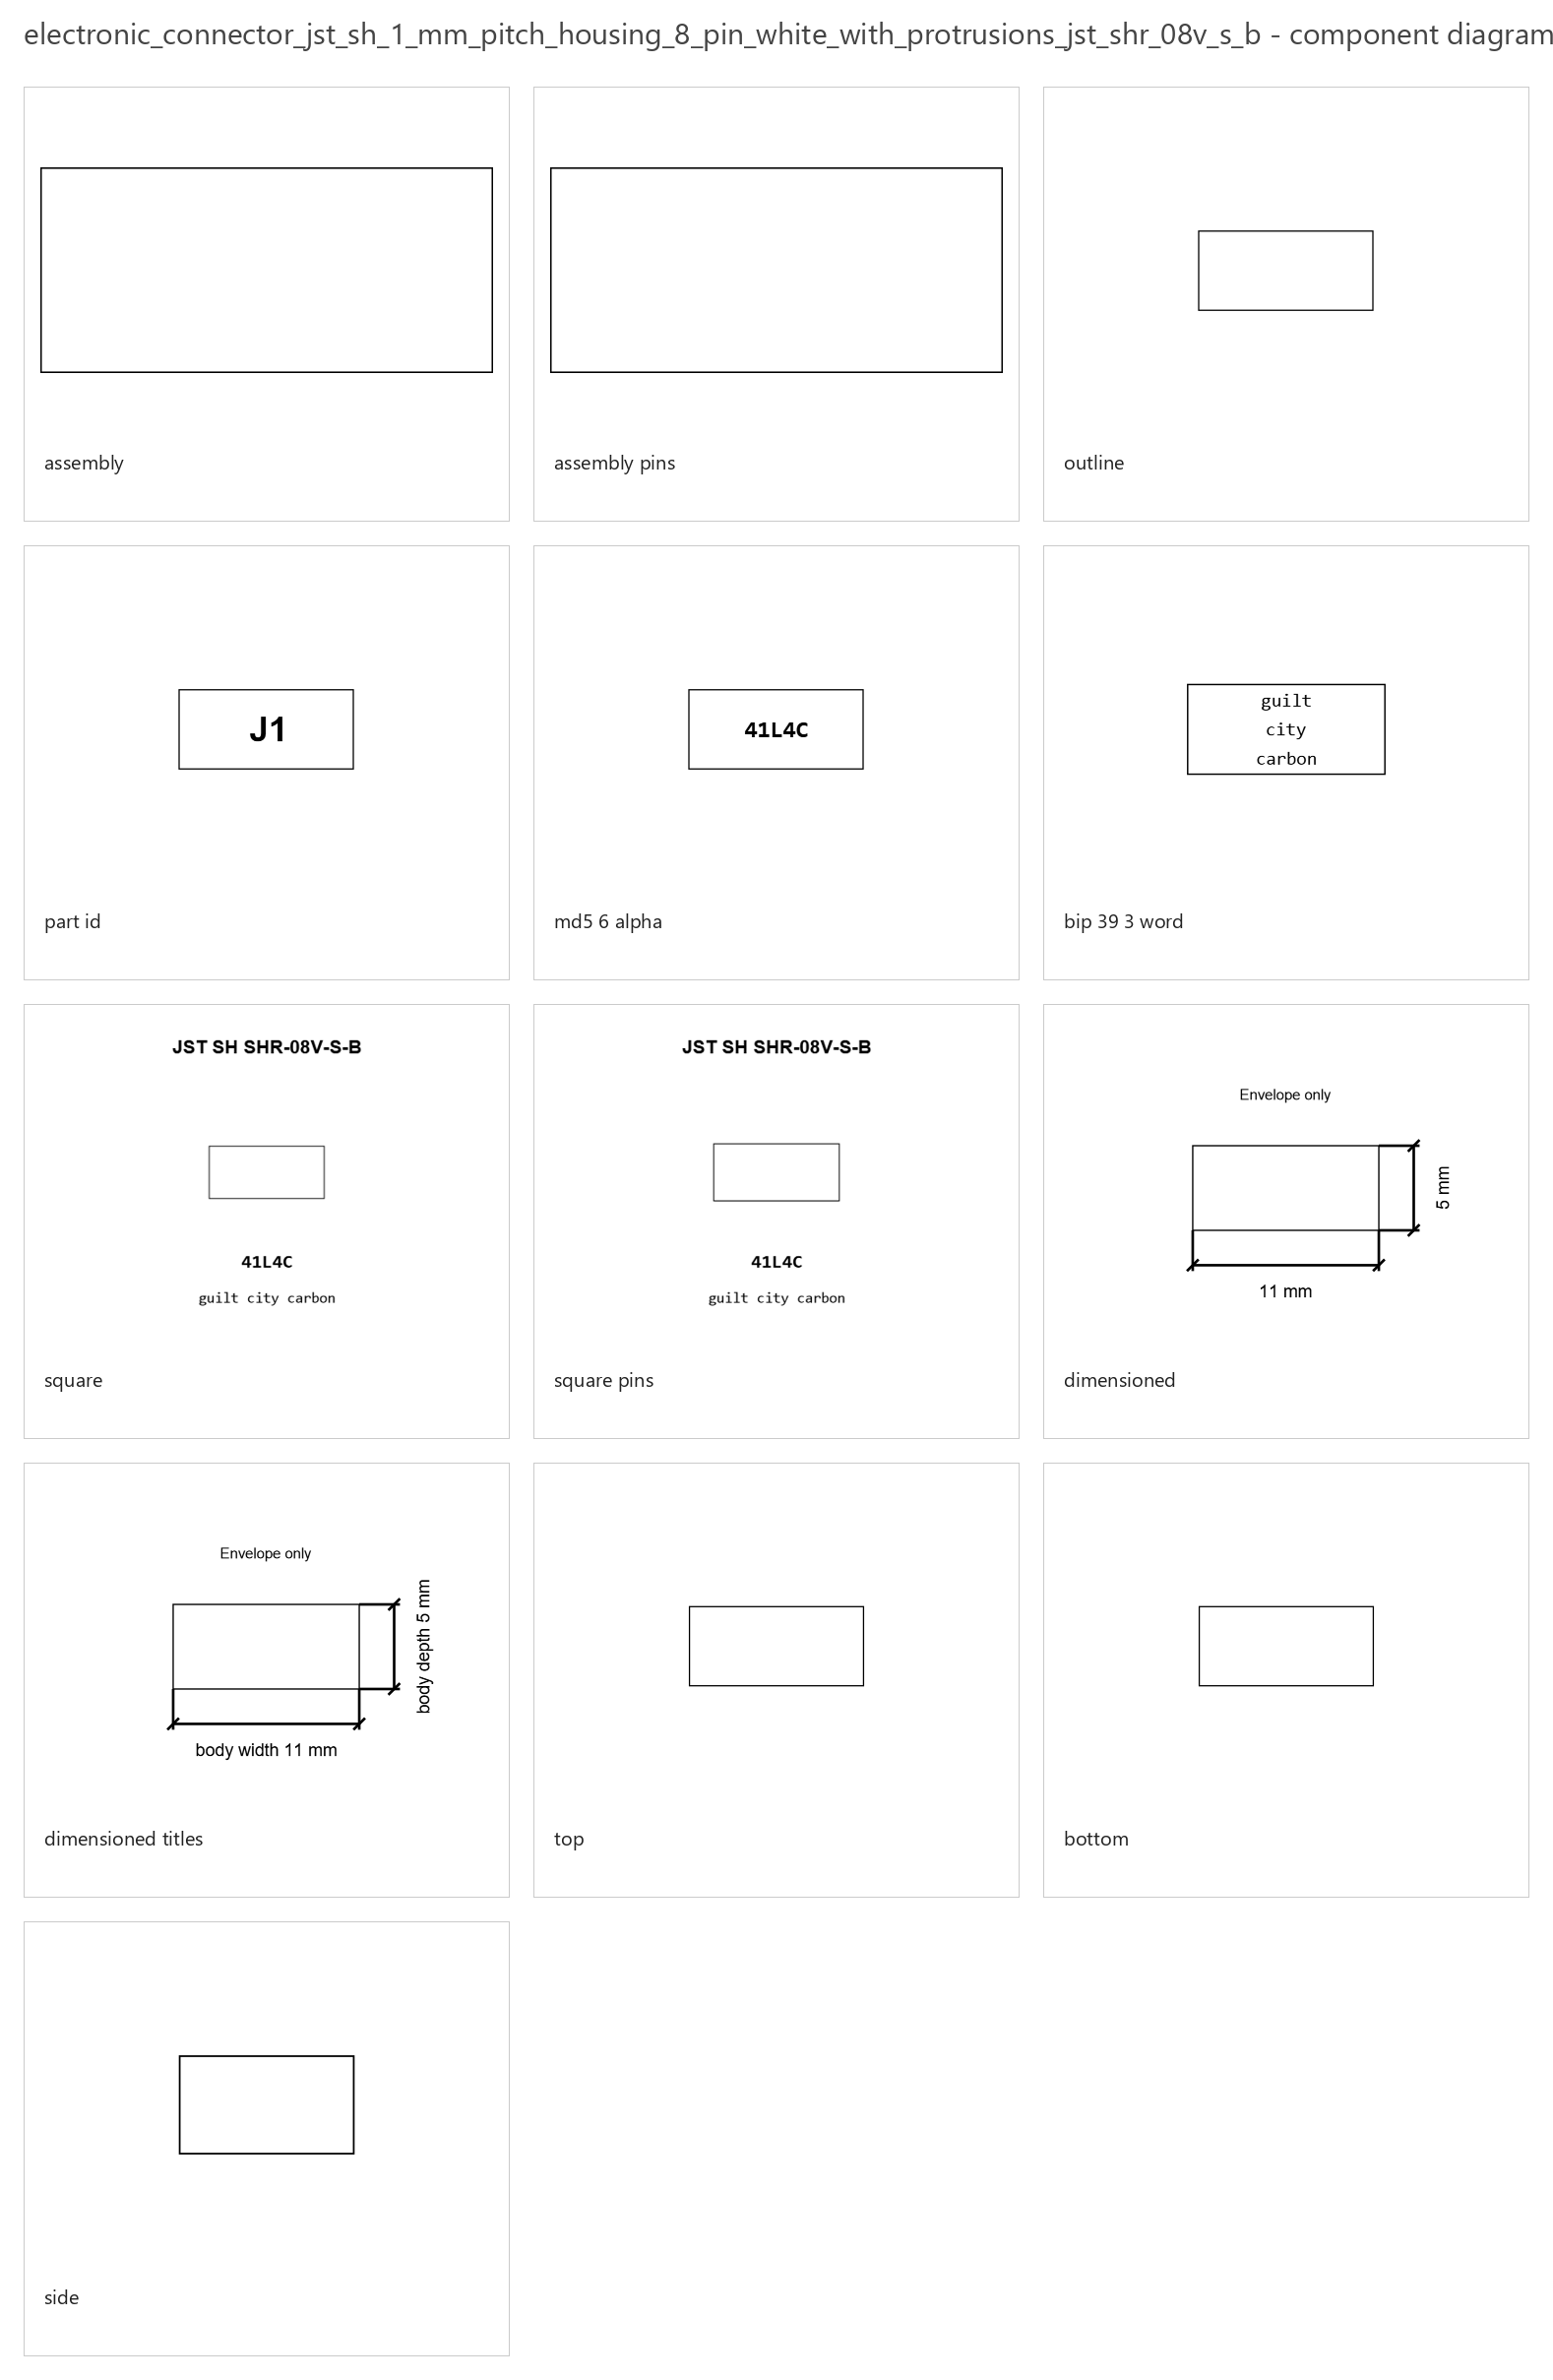 electronic_connector_jst_sh_1_mm_pitch_housing_8_pin_white_with_protrusions_jst_shr_08v_s_b - component diagram
assembly
assembly pins
outline
J1
part id
41L4C
md5 6 alpha
guilt
city
carbon
bip 39 3 word
JST SH SHR-08V-S-B
41L4C
guilt city carbon
square
JST SH SHR-08V-S-B
41L4C
guilt city carbon
square pins
Envelope only
5 mm
11 mm
dimensioned
Envelope only
body depth 5 mm
body width 11 mm
dimensioned titles
top
bottom
side